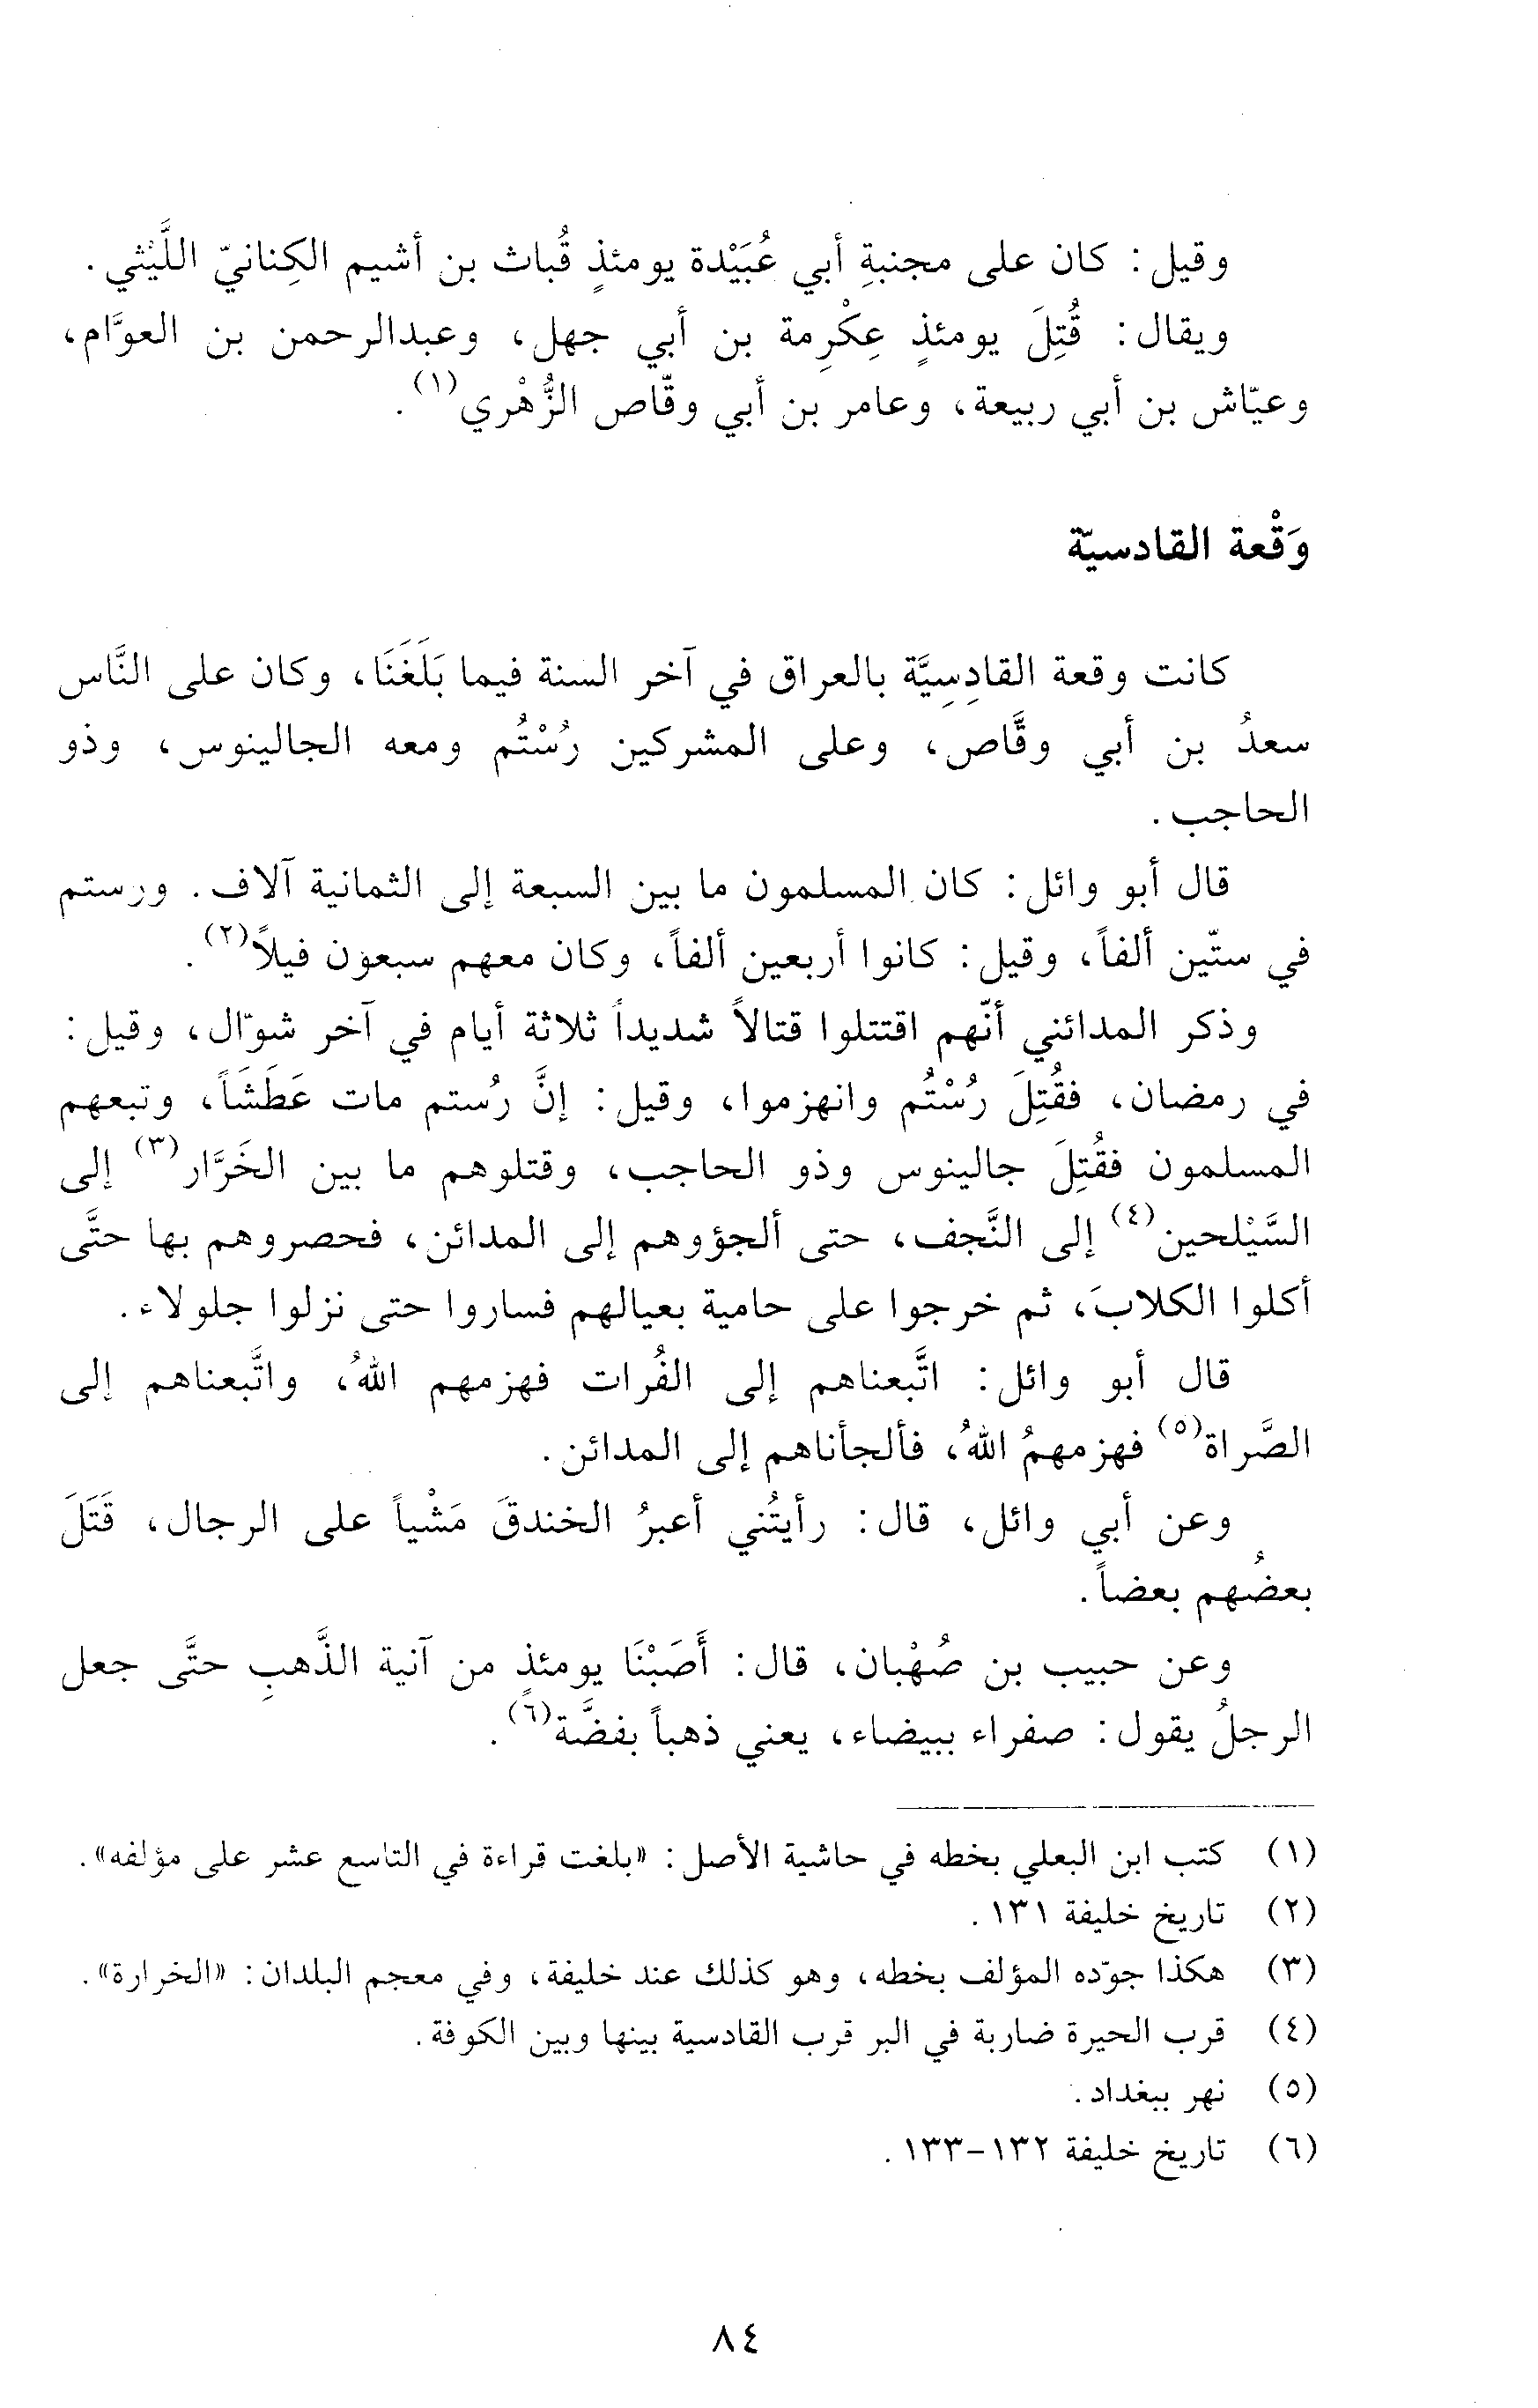 وقيل: كان على مجنبةِ أبي عُبَيْدة يومئذٍ قُباث بن أشيم الكِنانيّ اللَّيْثي.
ويقال: قُتِلَ يومئذٍ عِكْرِمة بن أبي جهل، وعبدالرحمن بن العوَّام،
وعيّاش بن أبي ربيعة، وعامر بن أبي وقّاص الزُّهْري(١).
وَقْعة القادسيّة
كانت وقعة القادِسِيَّة بالعراق في آخر السنة فيما بَلَغَنَا، وكان على النَّاس
سعدُ بن أبي وقَّاص، وعلى المشركين رُسْتُم ومعه الجالينوس، وذو
الحاجب.
قال أبو وائل: كان المسلمون ما بين السبعة إلى الثمانية آلاف. ورستم
في ستّين ألفاً، وقيل: كانوا أربعين ألفاً، وكان معهم سبعون فيلاً(٢).
وذكر المدائني أنّهم اقتتلوا قتالاً شديداً ثلاثة أيام في آخر شوّال، وقيل:
في رمضان، فقُتِلَ رُسْتُم وانهزموا، وقيل: إنَّ رُستم مات عَطَشَاً، وتبعهم
المسلمون فقُتِلَ جالينوس وذو الحاجب، وقتلوهم ما بين الخَرَّار(٣) إلى
السَّيْلحين(٤) إلى النَّجف، حتى ألجؤوهم إلى المدائن، فحصروهم بها حتَّى
أكلوا الكلابَ، ثم خرجوا على حامية بعيالهم فساروا حتى نزلوا جلولاء.
قال أبو وائل: اتَّبعناهم إلى الفُرات فهزمهم اللهُ، واتَّبعناهم إلى
الصَّراة(٥) فهزمهمُ اللهُ، فألجأناهم إلى المدائن.
وعن أبي وائل، قال: رأيتُني أعبرُ الخندقَ مَشْياً على الرجال، قَتَلَ
بعضُهم بعضاً.
وعن حبيب بن صُهْبان، قال: أَصَبْنَا يومئذٍ من آنية الذَّهبِ حتَّى جعل
الرجلُ يقول: صفراء ببيضاء، يعني ذهباً بفضَّة(٦).
(١) كتب ابن البعلي بخطه في حاشية الأصل: «بلغت قراءة في التاسع عشر على مؤلفه».
(٢) تاريخ خليفة ١٣١.
(٣) هكذا جوّده المؤلف بخطه، وهو كذلك عند خليفة، وفي معجم البلدان: «الخرارة».
(٤) قرب الحيرة ضاربة في البر قرب القادسية بينها وبين الكوفة.
(٥) نهر ببغداد.
(٦) تاريخ خليفة ١٣٢-١٣٣.
٨٤